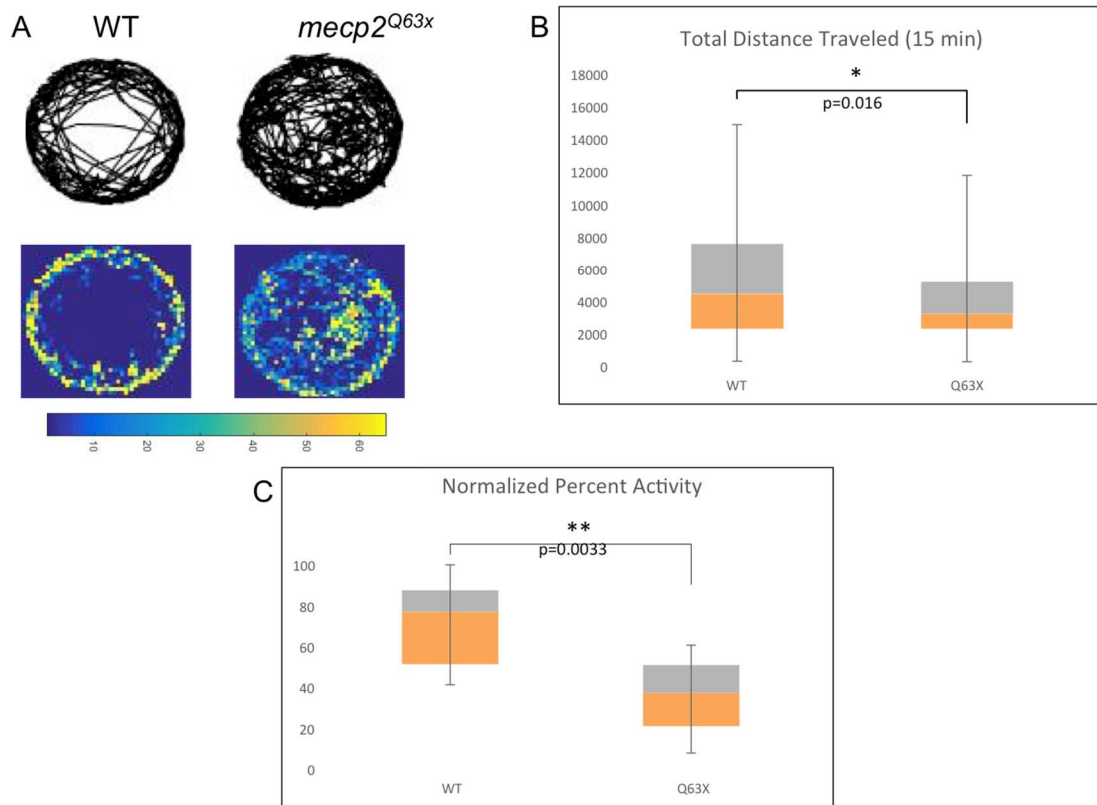 A
WT
mecp2Q63x
10
20
30
40
50
60
B
Total Distance Traveled (15 min)
*
p=0.016
18000
16000
14000
12000
10000
8000
6000
4000
2000
0
WT
Q63X
C
Normalized Percent Activity
**
p=0.0033
100
80
60
40
20
0
WT
Q63X